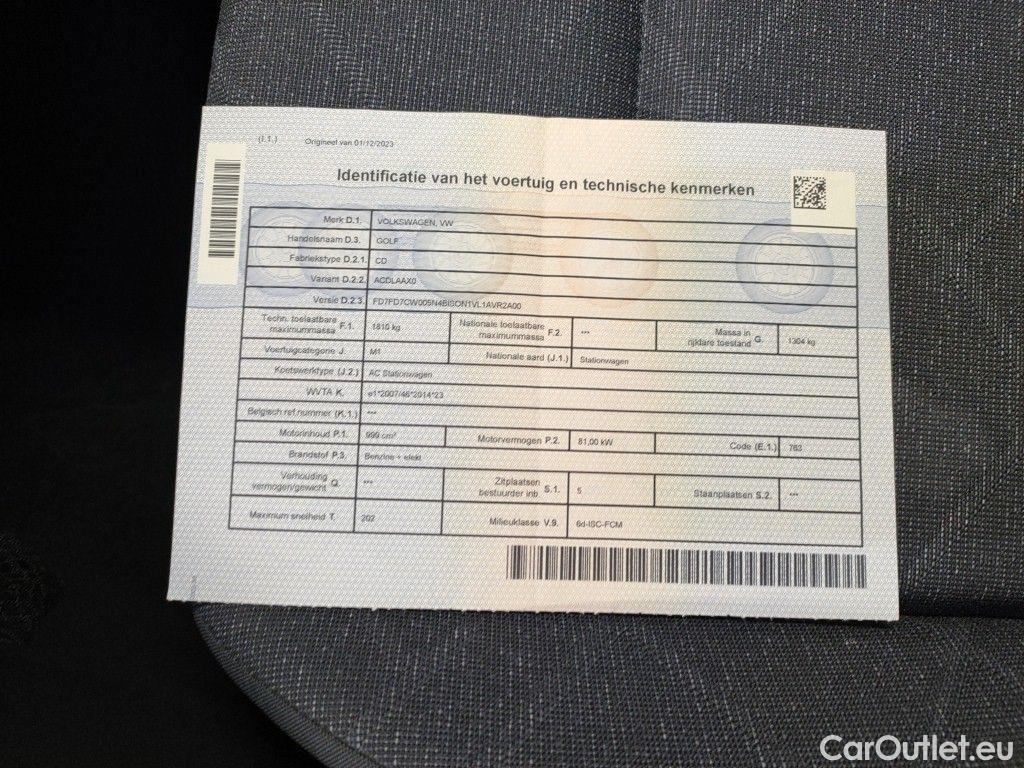 (I.1.) Origineel van 01/12/2023
Identificatie van het voertuig en technische kenmerken
Merk D.1. VOLKSWAGEN, VW
Handelsnaam D.3. GOLF
Fabriekstype D.2.1. CD
Variant D.2.2. ACDLAAX0
Versie D.2.3. FD7FD7CW005N4BISON1VL1AVR2A00
Techn. toelaatbare maximummassa F.1. 1810 kg Nationale toelaatbare maximummassa F.2. *** Massa in rijklare toestand G. 1304 kg
Voertuigcategorie J. M1 Nationale aard (J.1.) Stationwagen
Koetswerktype (J.2.) AC Stationwagen
WVTA K. e1*2007/46*2014*23
Belgisch ref.nummer (K.1.) ***
Motorinhoud P.1. 999 cm³ Motorvermogen P.2. 81,00 kW Code (E.1.) 763
Brandstof P.3. Benzine + elekt
Verhouding vermogen/gewicht Q. *** Zitplaatsen bestuurder inb. S.1. 5 Staanplaatsen S.2. ***
Maximum snelheid T. 202 Milieuklasse V.9. 6d-ISC-FCM
CarOutlet.eu